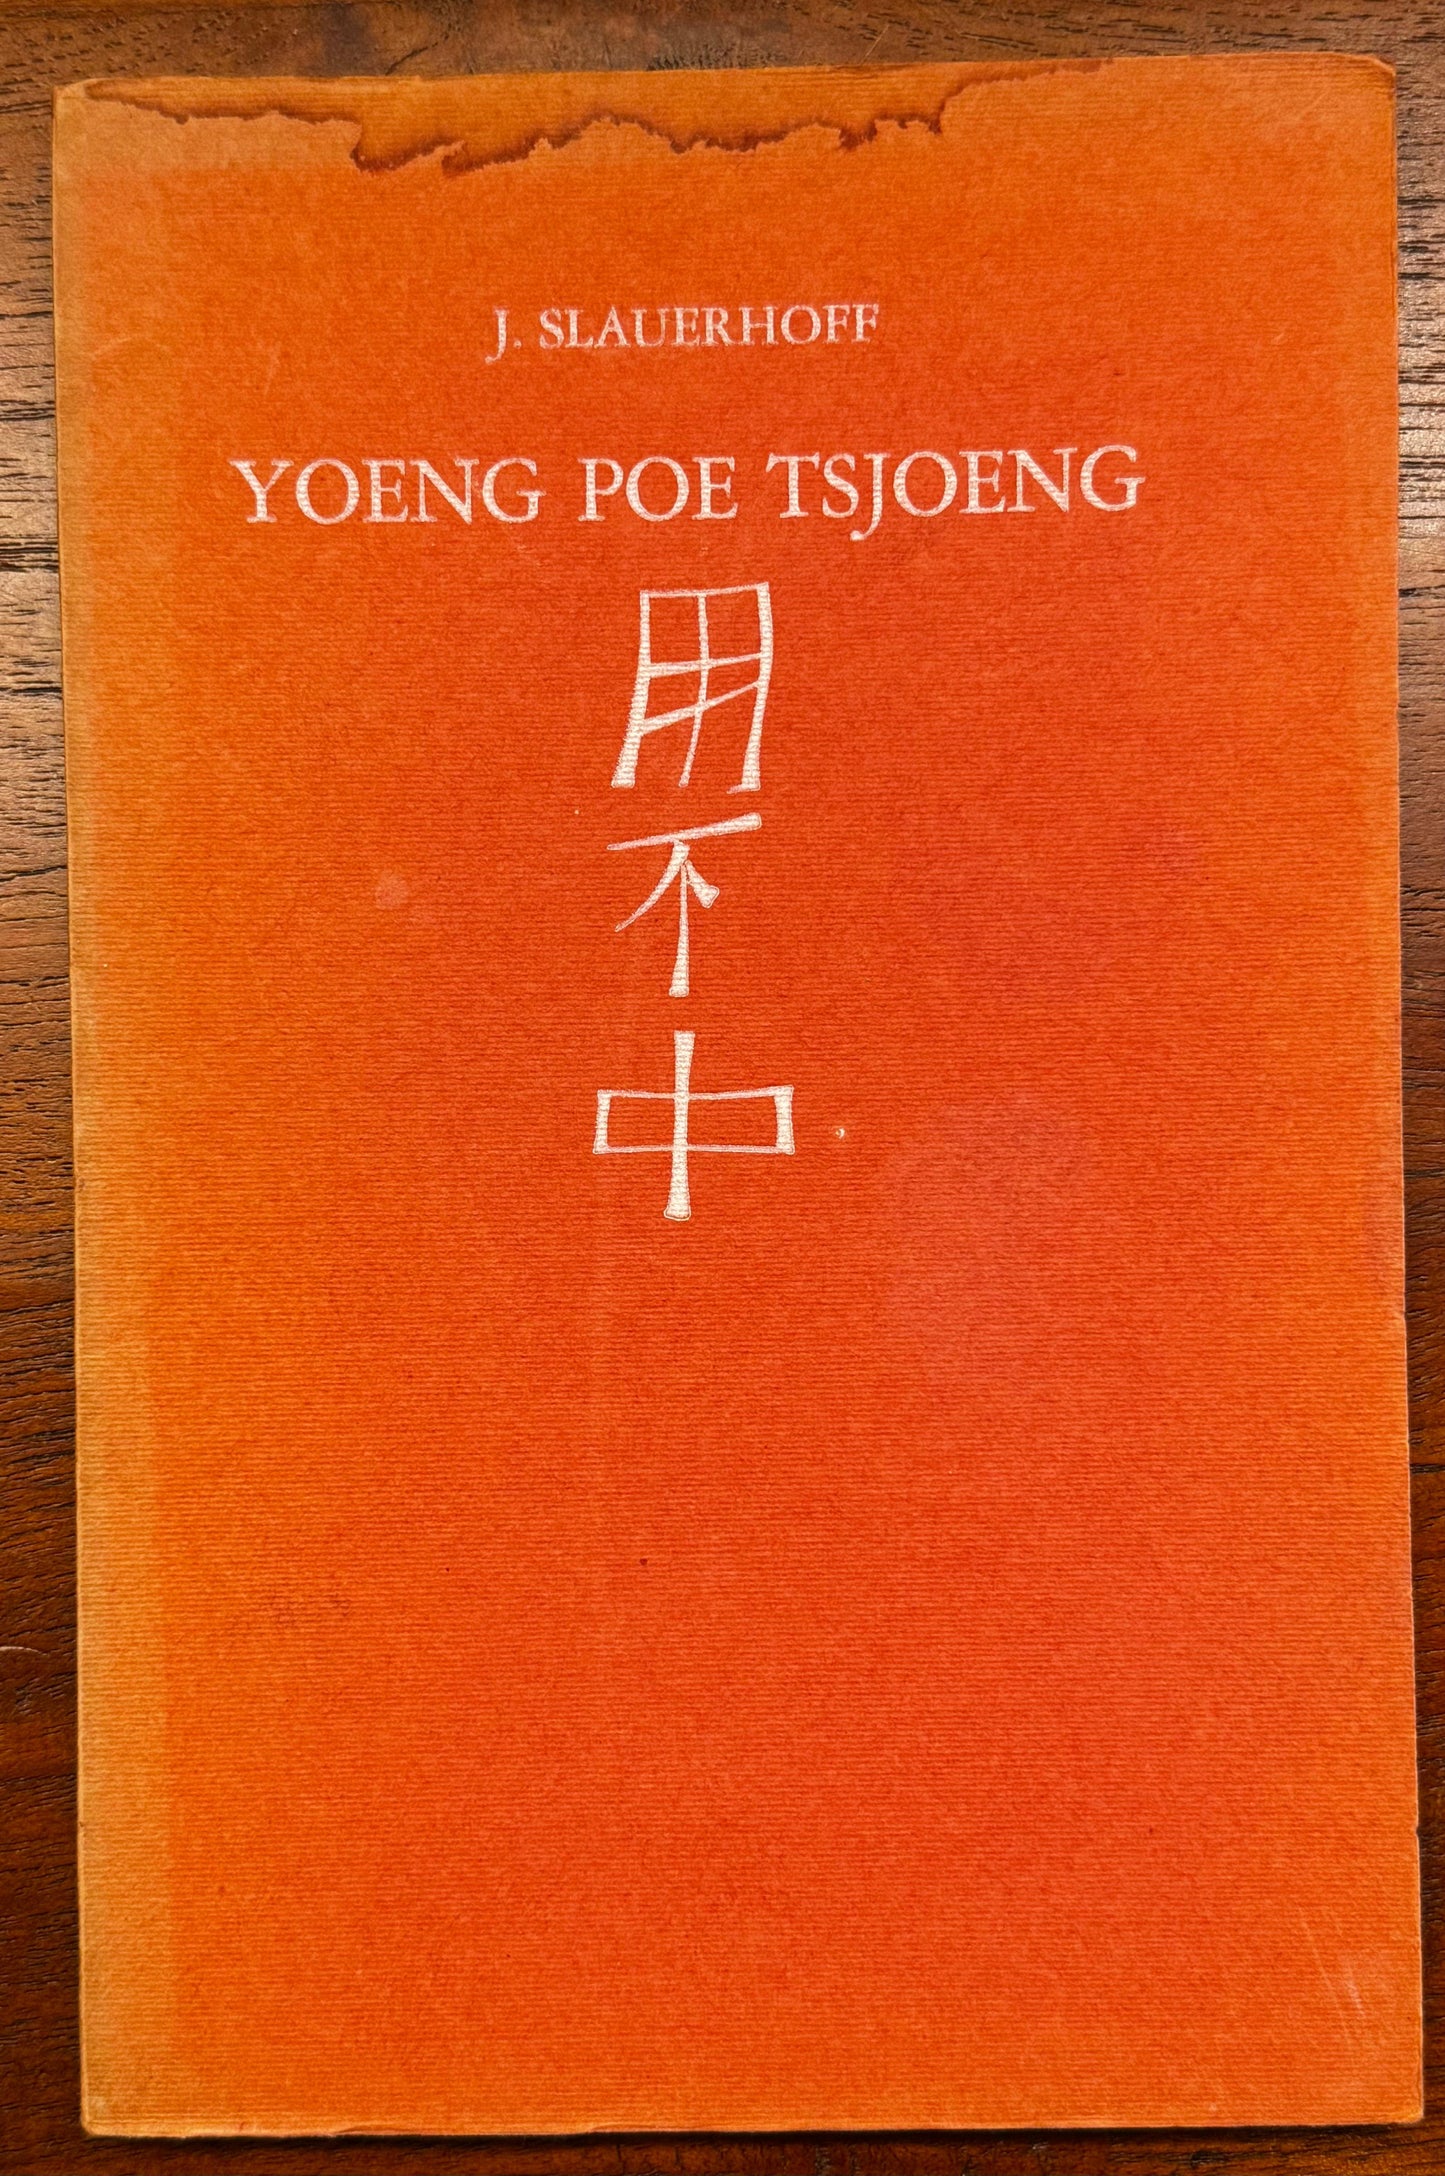 J. SLAUERHOFF
YOENG POE TSJOENG
用
不
中